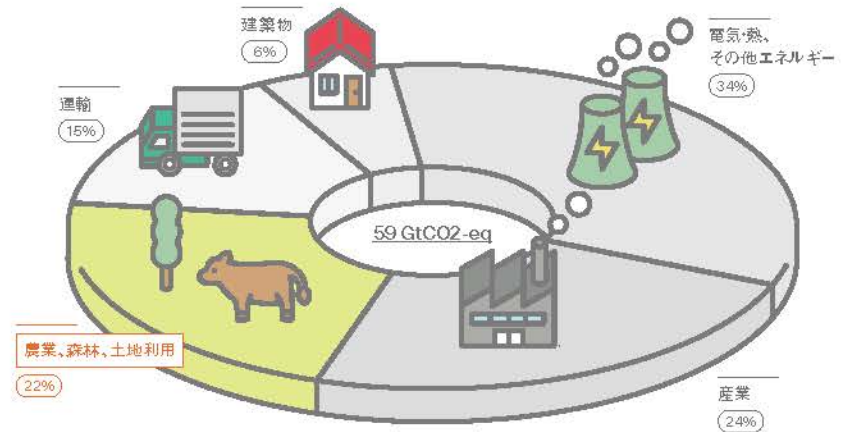 建築物
6%
電気・熱、
その他エネルギー
34%
運輸
15%
59 GtCO2-eq
農業、森林、土地利用
22%
産業
24%